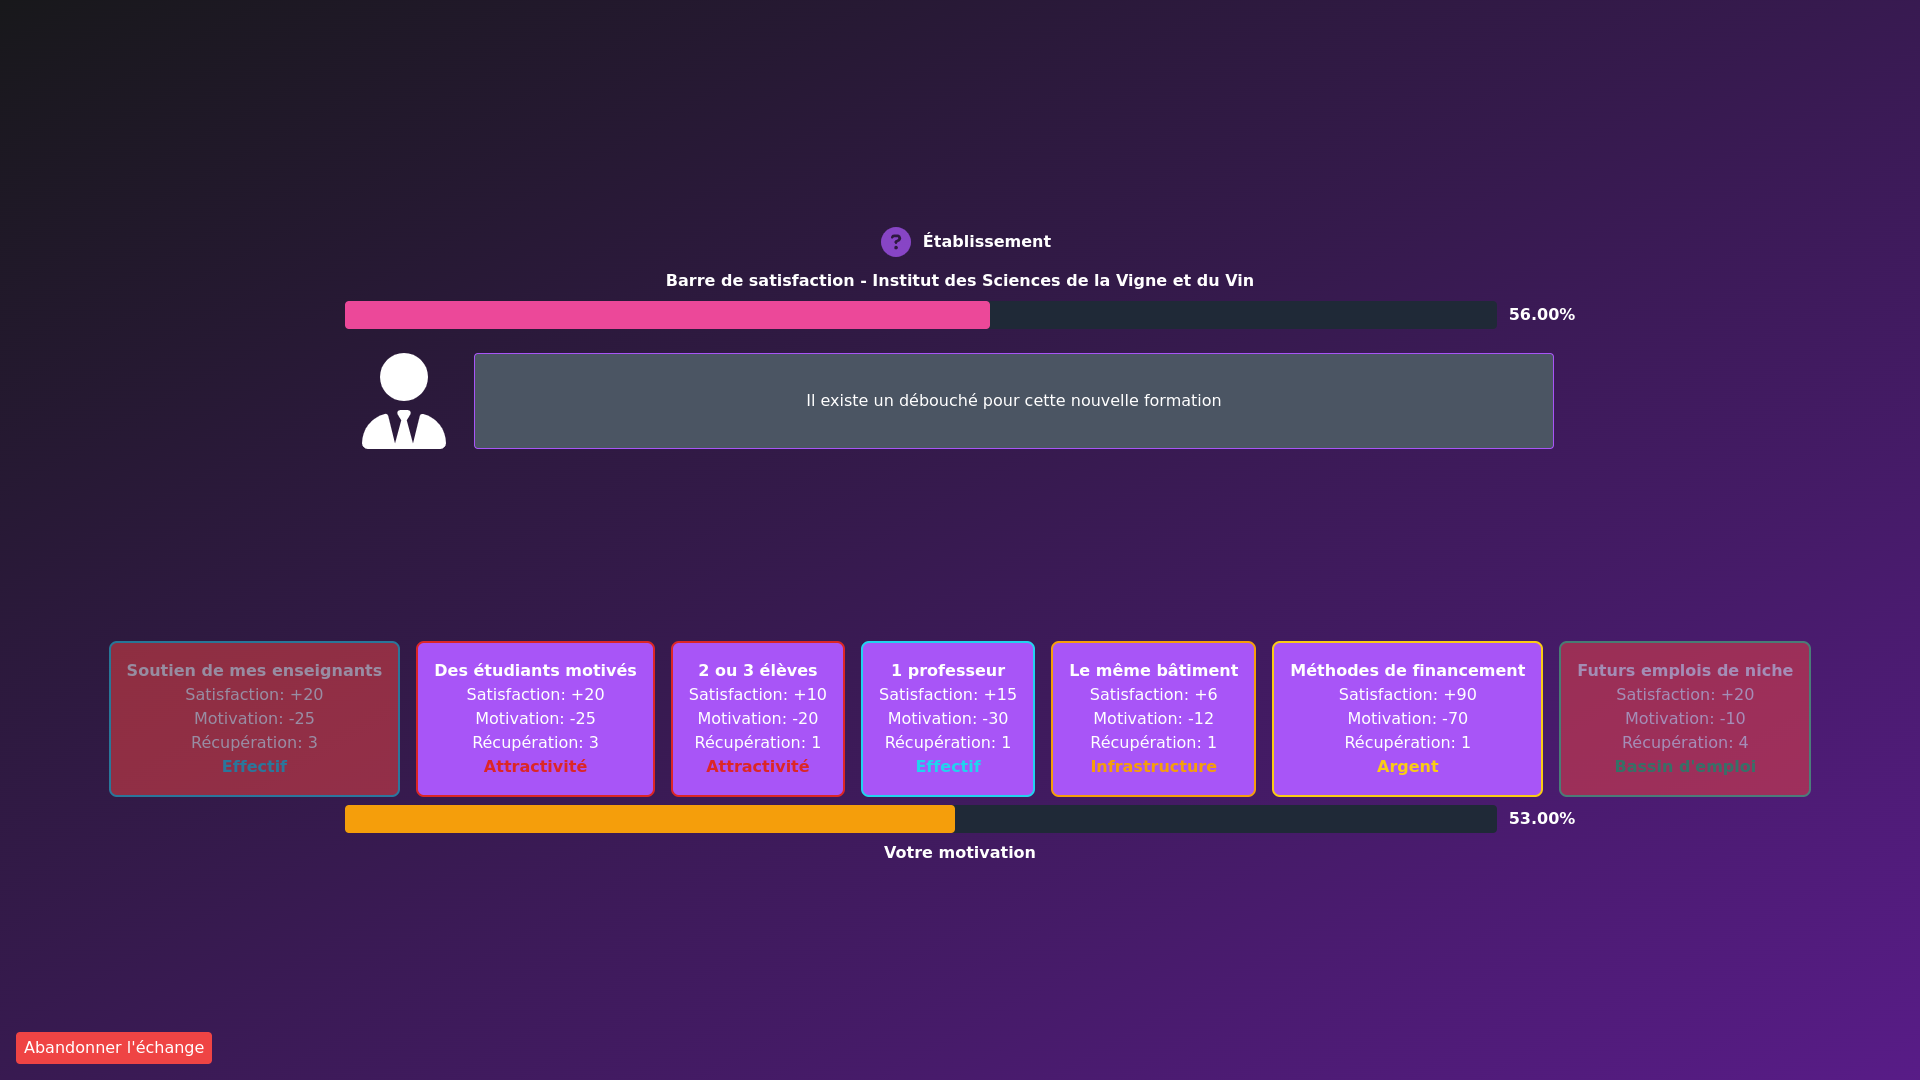 ?
Établissement
Barre de satisfaction - Institut des Sciences de la Vigne et du Vin
56.00%
Il existe un débouché pour cette nouvelle formation
Soutien de mes enseignants
Satisfaction: +20
Motivation: -25
Récupération: 3
Effectif
Des étudiants motivés
Satisfaction: +20
Motivation: -25
Récupération: 3
Attractivité
2 ou 3 élèves
Satisfaction: +10
Motivation: -20
Récupération: 1
Attractivité
1 professeur
Satisfaction: +15
Motivation: -30
Récupération: 1
Effectif
Le même bâtiment
Satisfaction: +6
Motivation: -12
Récupération: 1
Infrastructure
Méthodes de financement
Satisfaction: +90
Motivation: -70
Récupération: 1
Argent
Futurs emplois de niche
Satisfaction: +20
Motivation: -10
Récupération: 4
Bassin d'emploi
53.00%
Votre motivation
Abandonner l'échange